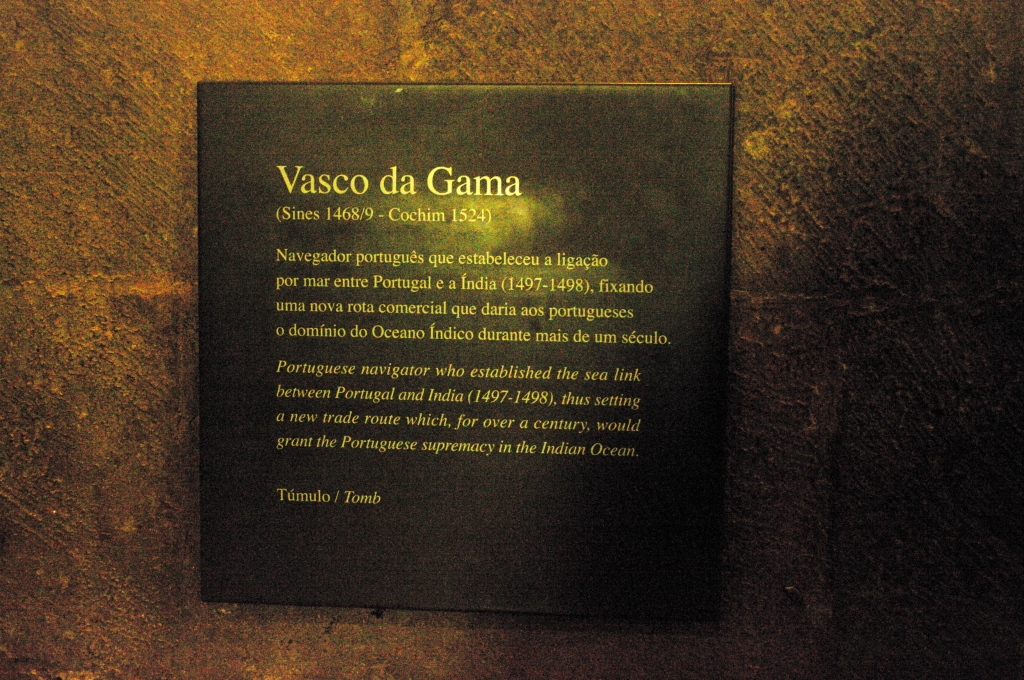 Vasco da Gama
(Sines 1468/9 - Cochim 1524)
Navegador português que estabeleceu a ligação
por mar entre Portugal e a Índia (1497-1498), fixando
uma nova rota comercial que daria aos portugueses
o domínio do Oceano Índico durante mais de um século.
Portuguese navigator who established the sea link
between Portugal and India (1497-1498), thus setting
a new trade route which, for over a century, would
grant the Portuguese supremacy in the Indian Ocean.
Túmulo / Tomb